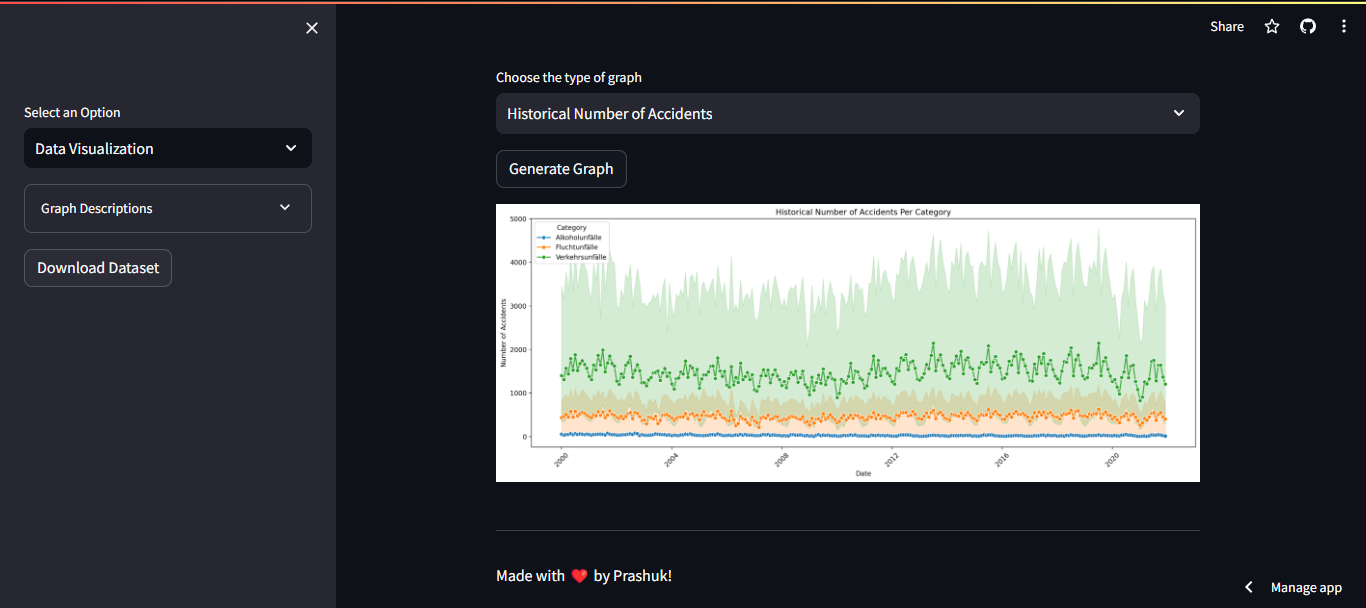 Share
Select an Option
Data Visualization
Graph Descriptions
Download Dataset
Choose the type of graph
Historical Number of Accidents
Generate Graph
Historical Number of Accidents Per Category
Category
Alkoholunfälle
Fluchtunfälle
Verkehrsunfälle
Number of Accidents
5000
4000
3000
2000
1000
0
2000
2004
2008
2012
2016
2020
Date
Made with ❤️ by Prashuk!
Manage app